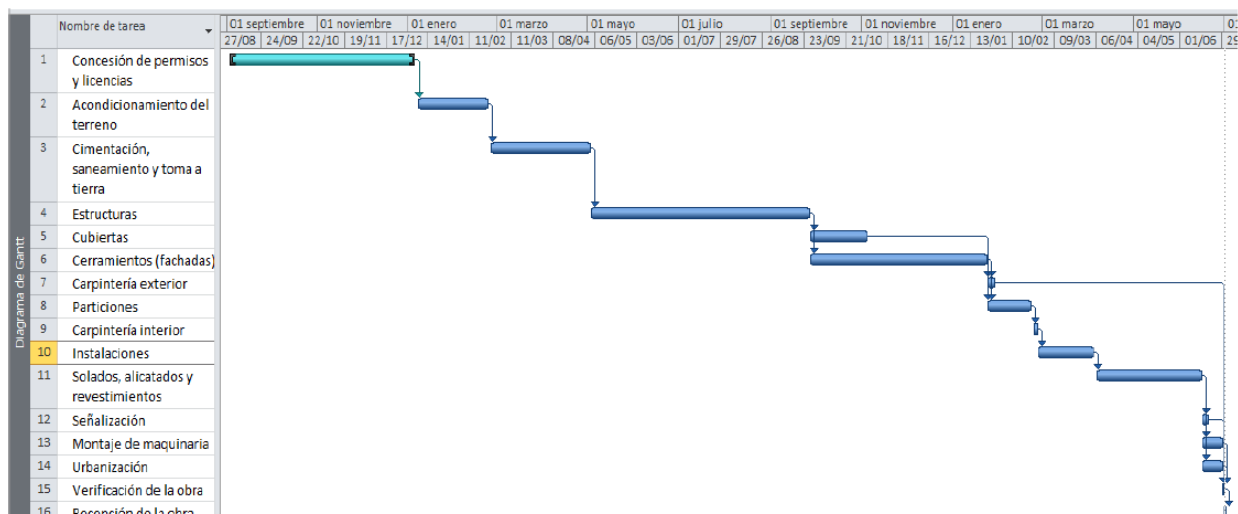 Nombre de tarea
01 septiembre 01 noviembre 01 enero 01 marzo 01 mayo 01 julio 01 septiembre 01 noviembre 01 enero 01 marzo 01 mayo
27/08 24/09 22/10 19/11 17/12 14/01 11/02 11/03 08/04 06/05 03/06 01/07 29/07 26/08 23/09 21/10 18/11 16/12 13/01 10/02 09/03 06/04 04/05 01/06
Diagrama de Gantt
1 Concesión de permisos
y licencias
2 Acondicionamiento del
terreno
3 Cimentación,
saneamiento y toma a
tierra
4 Estructuras
5 Cubiertas
6 Cerramientos (fachadas)
7 Carpintería exterior
8 Particiones
9 Carpintería interior
10 Instalaciones
11 Solados, alicatados y
revestimientos
12 Señalización
13 Montaje de maquinaria
14 Urbanización
15 Verificación de la obra
16 Recepción de la obra